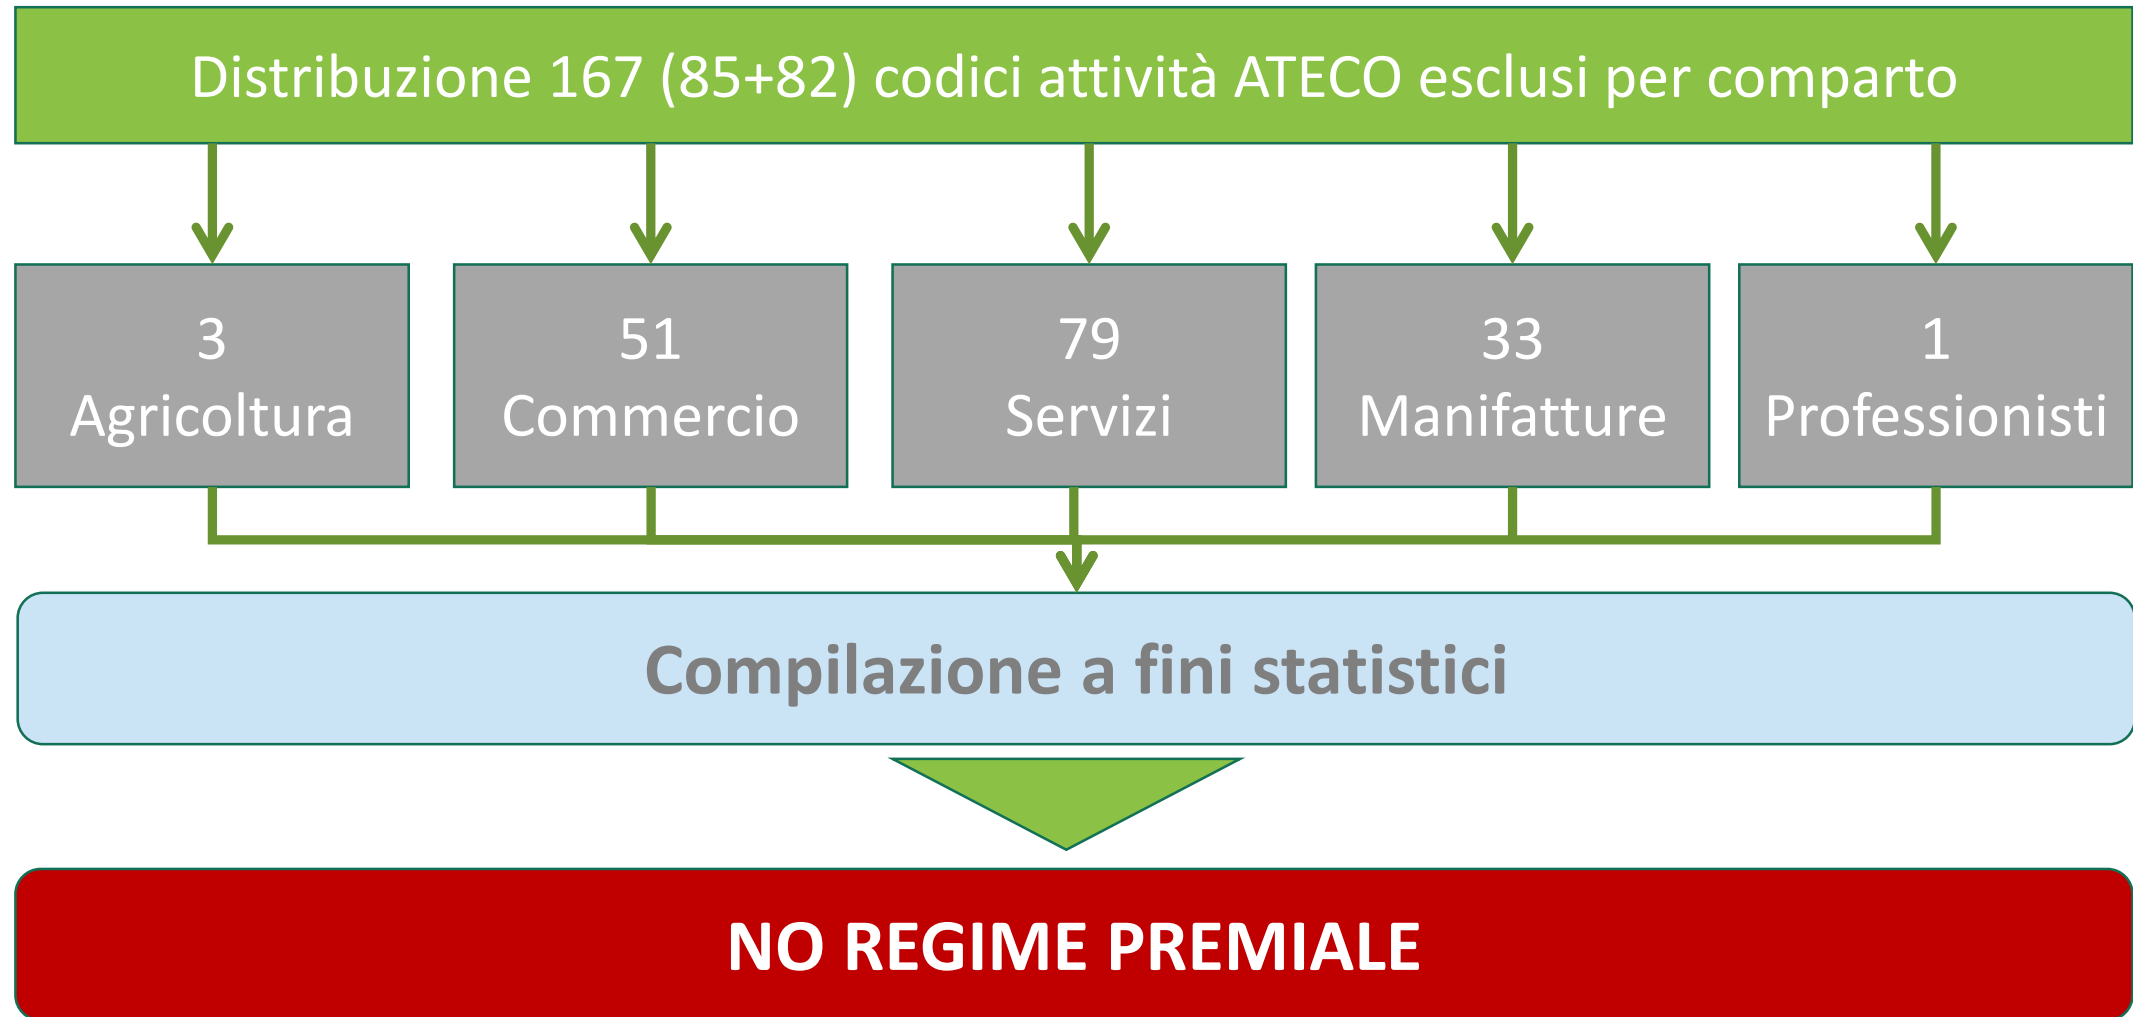 Distribuzione 167 (85+82) codici attività ATECO esclusi per comparto
3
Agricoltura
51
Commercio
79
Servizi
33
Manifatture
1
Professionisti
Compilazione a fini statistici
NO REGIME PREMIALE